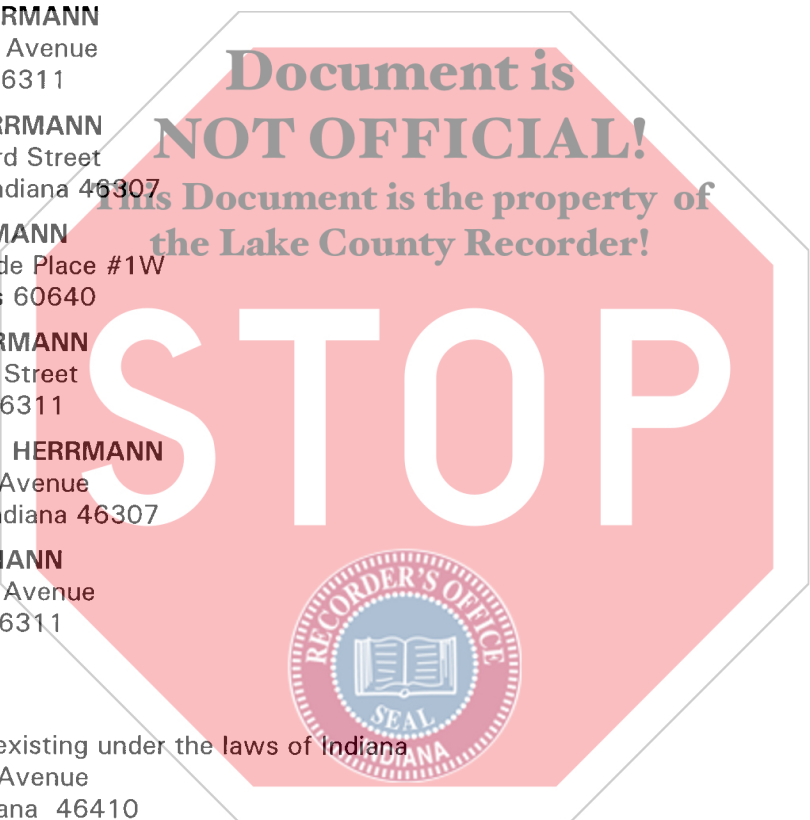 RMANN
Avenue
6311
RRMANN
rd Street
ndiana 46307
MANN
de Place #1W
s 60640
RMANN
Street
6311
HERRMANN
Avenue
ndiana 46307
MANN
Avenue
6311
existing under the laws of Indiana
Avenue
ana 46410
Document is
NOT OFFICIAL!
This Document is the property of
the Lake County Recorder!
STOP
RECORDER'S OFFICE
SEAL
INDIANA